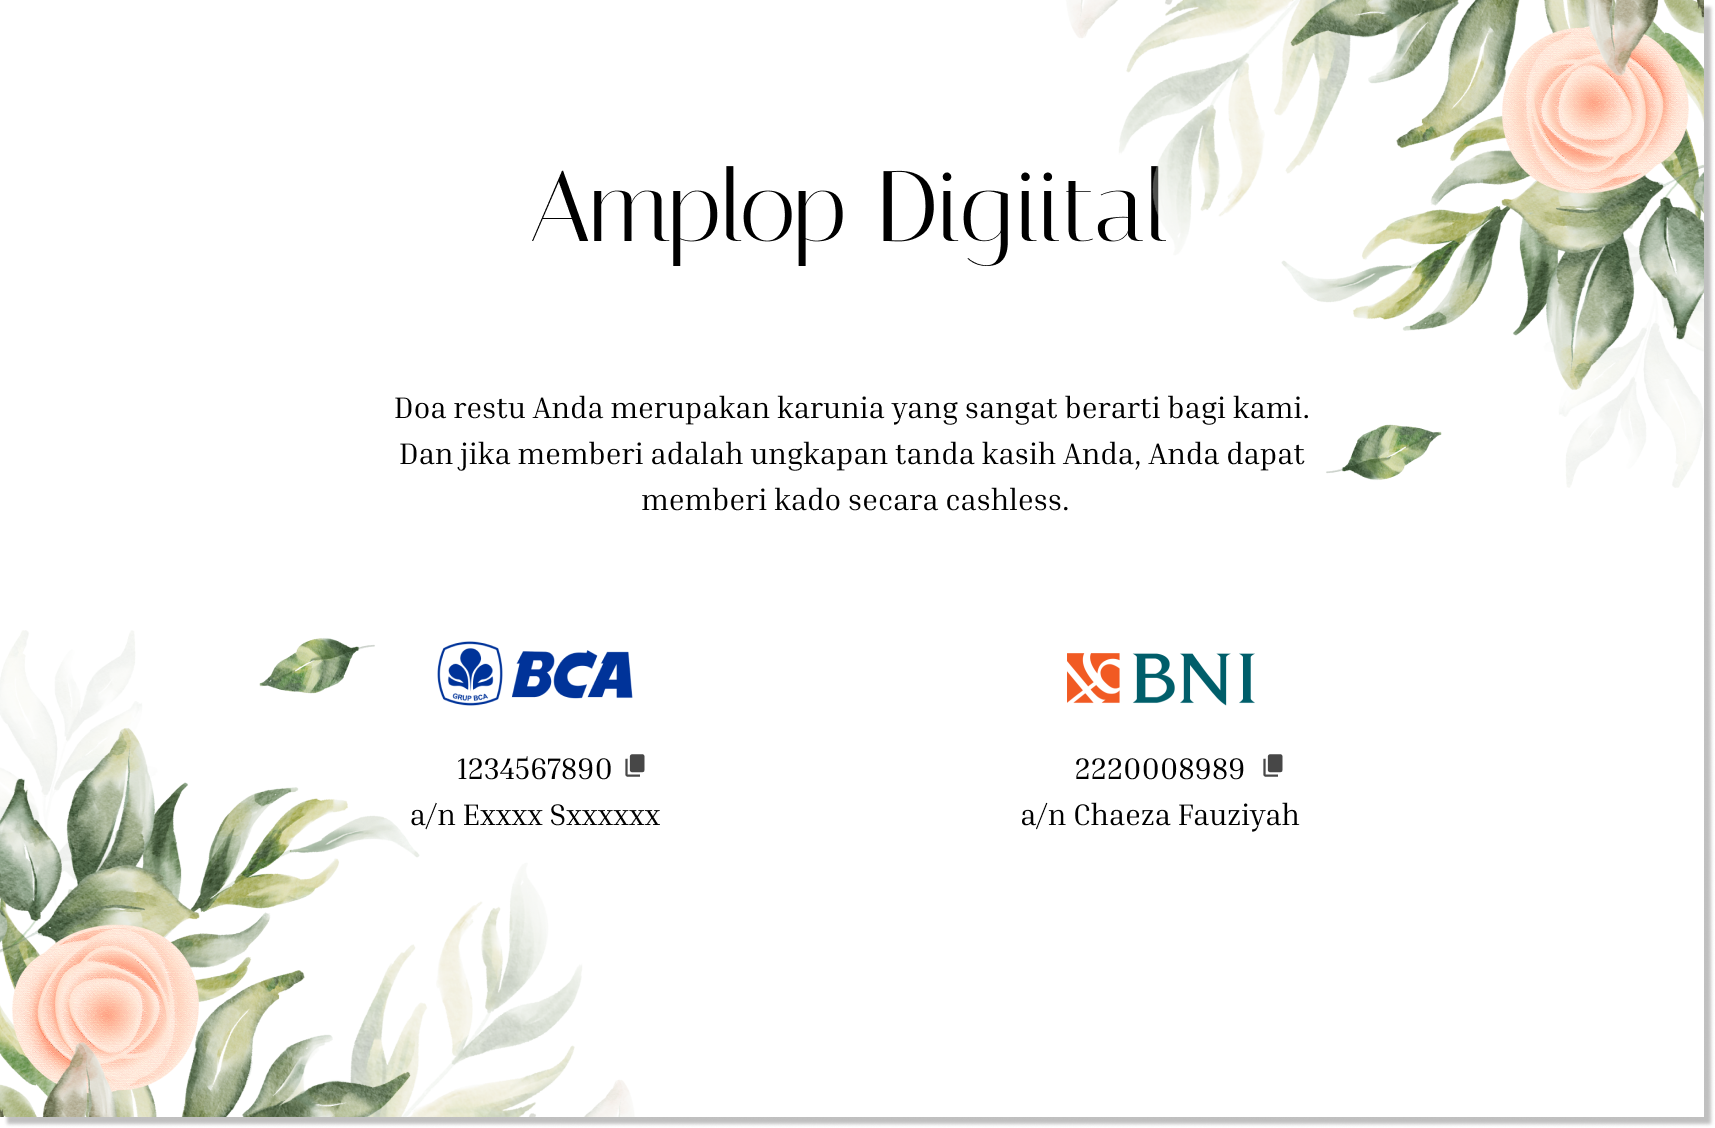 Amplop Digiital
Doa restu Anda merupakan karunia yang sangat berarti bagi kami.
Dan jika memberi adalah ungkapan tanda kasih Anda, Anda dapat
memberi kado secara cashless.
GRUP BCA
BCA
1234567890
a/n Exxxx Sxxxxxx
BNI
2220008989
a/n Chaeza Fauziyah